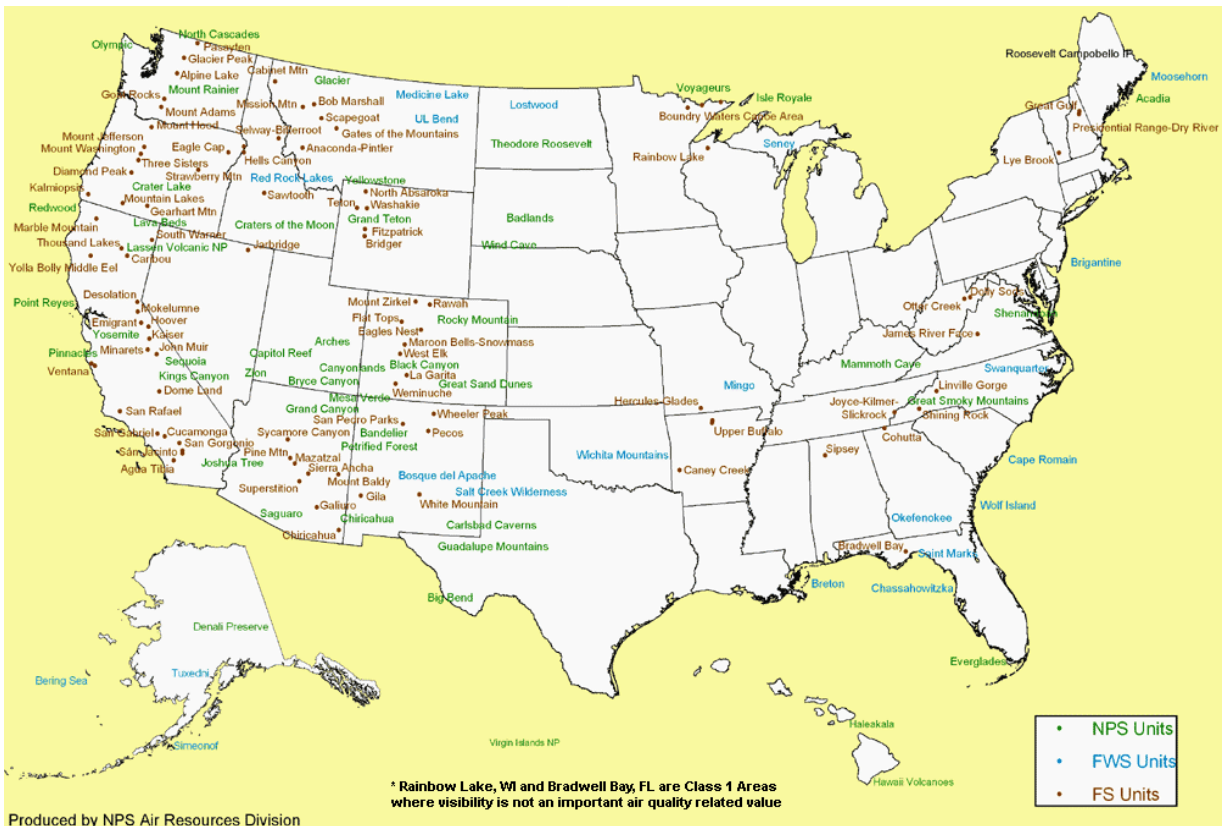 North Cascades
Olympic
Pasayten
Glacier Peak
Alpine Lake
Mount Rainier
Goat Rocks
Mount Adams
Mount Hood
Mount Jefferson
Mount Washington
Three Sisters
Diamond Peak
Strawberry Mtn
Eagle Cap
Hells Canyon
Kalmiopsis
Crater Lake
Mountain Lakes
Gearhart Mtn
Redwood
Lava Beds
Marble Mountain
South Warner
Thousand Lakes
Lassen Volcanic NP
Caribou
Yolla Bolly Middle Eel
Jarbridge
Desolation
Mokelumne
Point Reyes
Emigrant
Hoover
Yosemite
Kaiser
Pinnacles
Minarets
John Muir
Ventana
Sequoia
Kings Canyon
Dome Land
San Rafael
San Gabriel
Cucamonga
San Gorgonio
San Jacinto
Agua Tibia
Joshua Tree
Cabinet Mtn
Glacier
Mission Mtn
Bob Marshall
Scapegoat
Selway-Bitterroot
Gates of the Mountains
Anaconda-Pintler
Medicine Lake
UL Bend
Red Rock Lakes
Sawtooth
Craters of the Moon
Yellowstone
North Absaroka
Teton
Washakie
Grand Teton
Fitzpatrick
Bridger
Lostwood
Theodore Roosevelt
Badlands
Wind Cave
Mount Zirkel
Rawah
Flat Tops
Rocky Mountain
Eagles Nest
Maroon Bells-Snowmass
West Elk
Black Canyon
La Garita
Great Sand Dunes
Weminuche
Mesa Verde
Arches
Capitol Reef
Canyonlands
Zion
Bryce Canyon
Grand Canyon
Sycamore Canyon
Petrified Forest
Pine Mtn
Mazatzal
Sierra Ancha
Mount Baldy
Superstition
Galiuro
Saguaro
Chiricahua
Chiricahua
San Pedro Parks
Wheeler Peak
Bandelier
Pecos
Bosque del Apache
Salt Creek Wilderness
White Mountain
Gila
Carlsbad Caverns
Guadalupe Mountains
Big Bend
Wichita Mountains
Voyageurs
Isle Royale
Boundry Waters Canoe Area
Rainbow Lake
Seney
Mingo
Hercules-Glades
Upper Buffalo
Caney Creek
Mammoth Cave
Sipsey
Joyce-Kilmer-
Slickrock
Great Smoky Mountains
Linville Gorge
Shining Rock
Cohutta
Otter Creek
Dolly Sods
Shenandoah
James River Face
Swanquarter
Cape Romain
Wolf Island
Okefenokee
Bradwell Bay
Saint Marks
Breton
Chassahowitzka
Everglades
Roosevelt Campobello IP
Moosehorn
Acadia
Great Gulf
Presidential Range-Dry River
Lye Brook
Brigantine
Denali Preserve
Bering Sea
Tuxedni
Simeonof
Virgin Islands NP
Haleakala
Hawaii Volcanoes
NPS Units
FWS Units
FS Units
* Rainbow Lake, WI and Bradwell Bay, FL are Class 1 Areas
where visibility is not an important air quality related value
Produced by NPS Air Resources Division